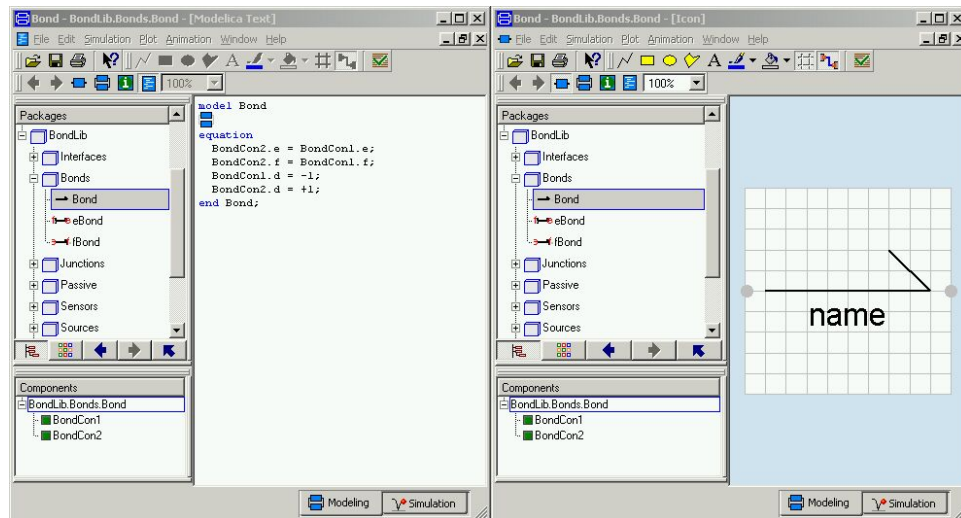 Bond - BondLib.Bonds.Bond - [Modelica Text]
File Edit Simulation Plot Animation Window Help
100%
Packages
BondLib
Interfaces
Bonds
Bond
eBond
fBond
Junctions
Passive
Sensors
Sources
Components
BondLib.Bonds.Bond
BondCon1
BondCon2
model Bond
equation
BondCon2.e = BondCon1.e;
BondCon2.f = BondCon1.f;
BondCon1.d = -1;
BondCon2.d = +1;
end Bond;
Modeling Simulation
Bond - BondLib.Bonds.Bond - [Icon]
File Edit Simulation Plot Animation Window Help
100%
Packages
BondLib
Interfaces
Bonds
Bond
eBond
fBond
Junctions
Passive
Sensors
Sources
Components
BondLib.Bonds.Bond
BondCon1
BondCon2
name
Modeling Simulation